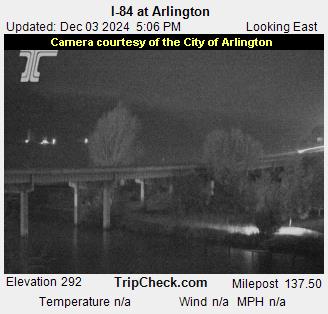 I-84 at Arlington
Updated: Dec 03 2024 5:06 PM Looking East
Camera courtesy of the City of Arlington
Elevation 292 TripCheck.com Milepost 137.50
Temperature n/a Wind n/a MPH n/a